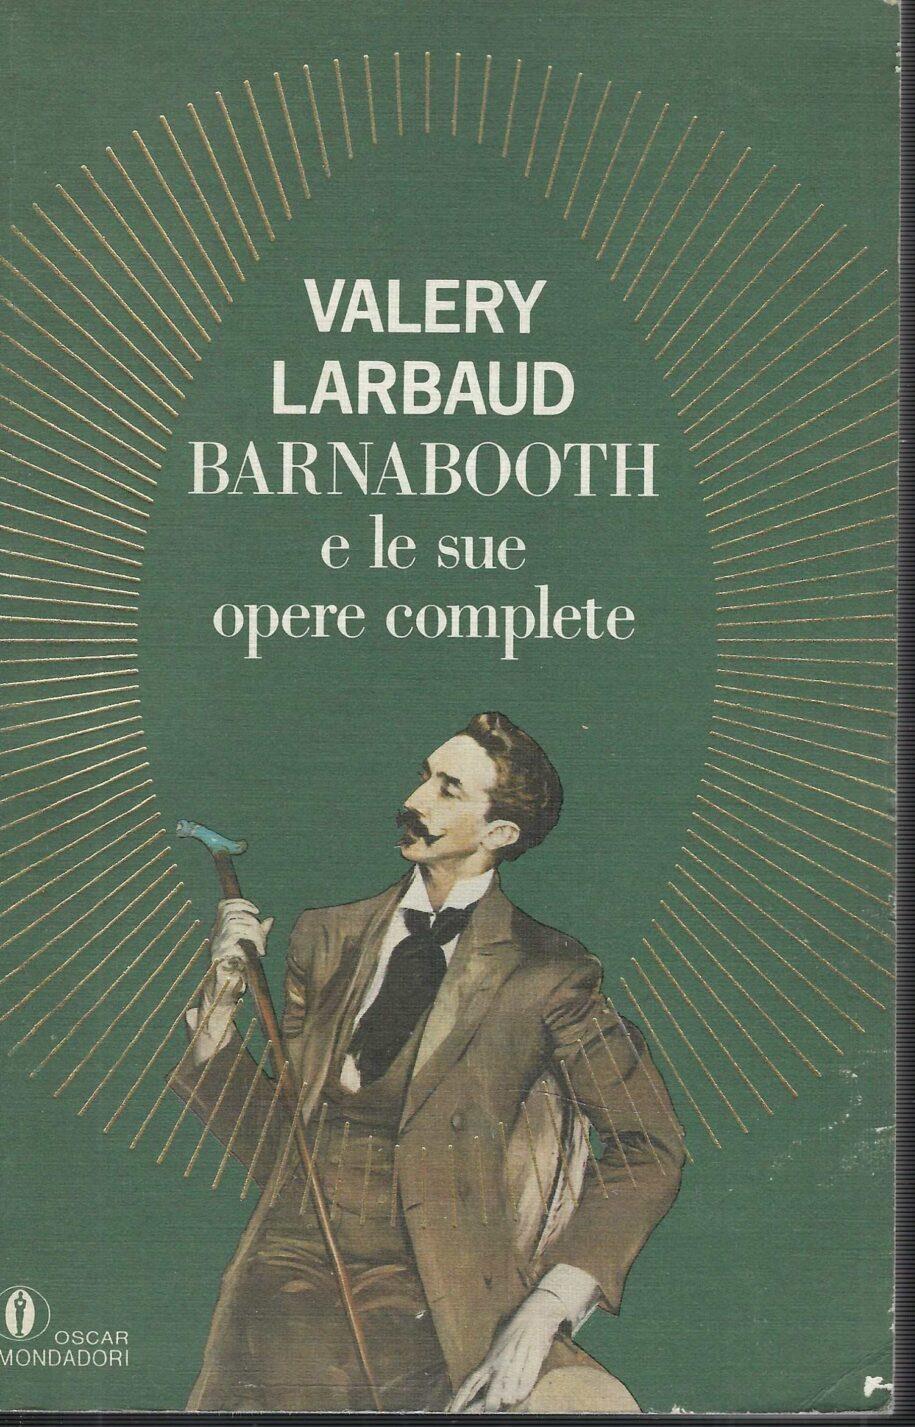 VALERY
LARBAUD
BARNABOOTH
e le sue
opere complete
OSCAR
MONDADORI